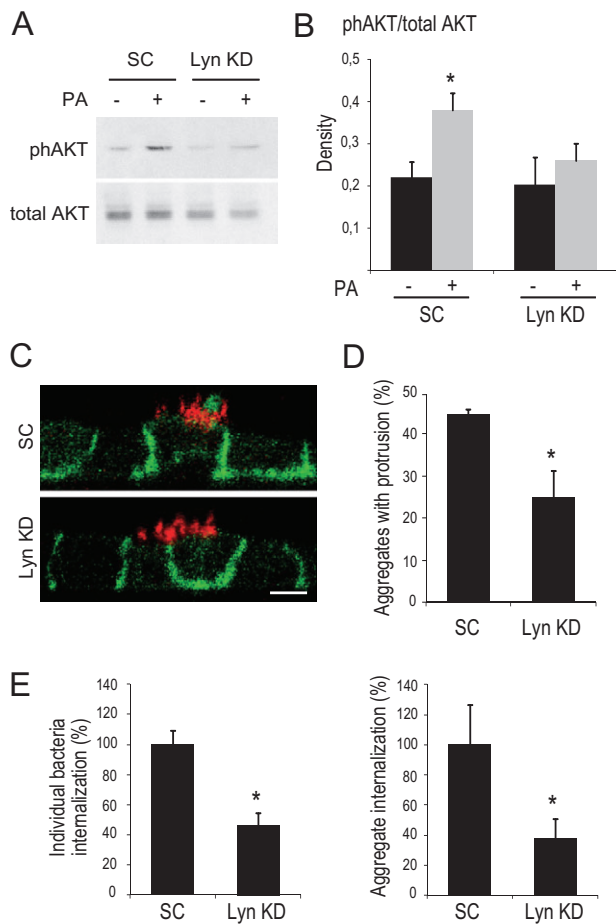 A
SC Lyn KD
PA - + - +
phAKT
total AKT
B
phAKT/total AKT
0,5
0,4
0,3
0,2
0,1
Density
*
PA - + - +
SC Lyn KD
C
SC
Lyn KD
D
Aggregates with protrusion (%)
50
40
30
25
20
10
0
*
SC Lyn KD
E
Individual bacteria
internalization (%)
140
120
100
80
60
40
20
0
*
SC Lyn KD
Aggregate internalization (%)
140
120
100
80
60
40
20
0
*
SC Lyn KD